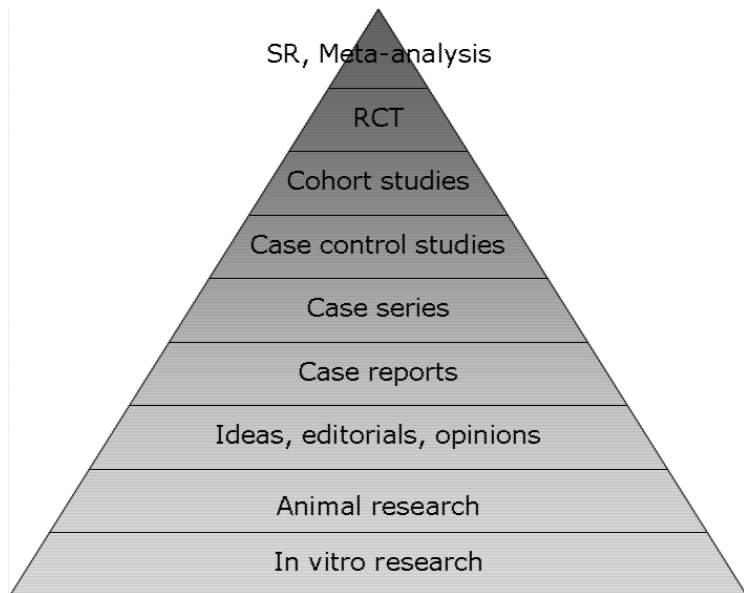 SR, Meta-analysis
RCT
Cohort studies
Case control studies
Case series
Case reports
Ideas, editorials, opinions
Animal research
In vitro research